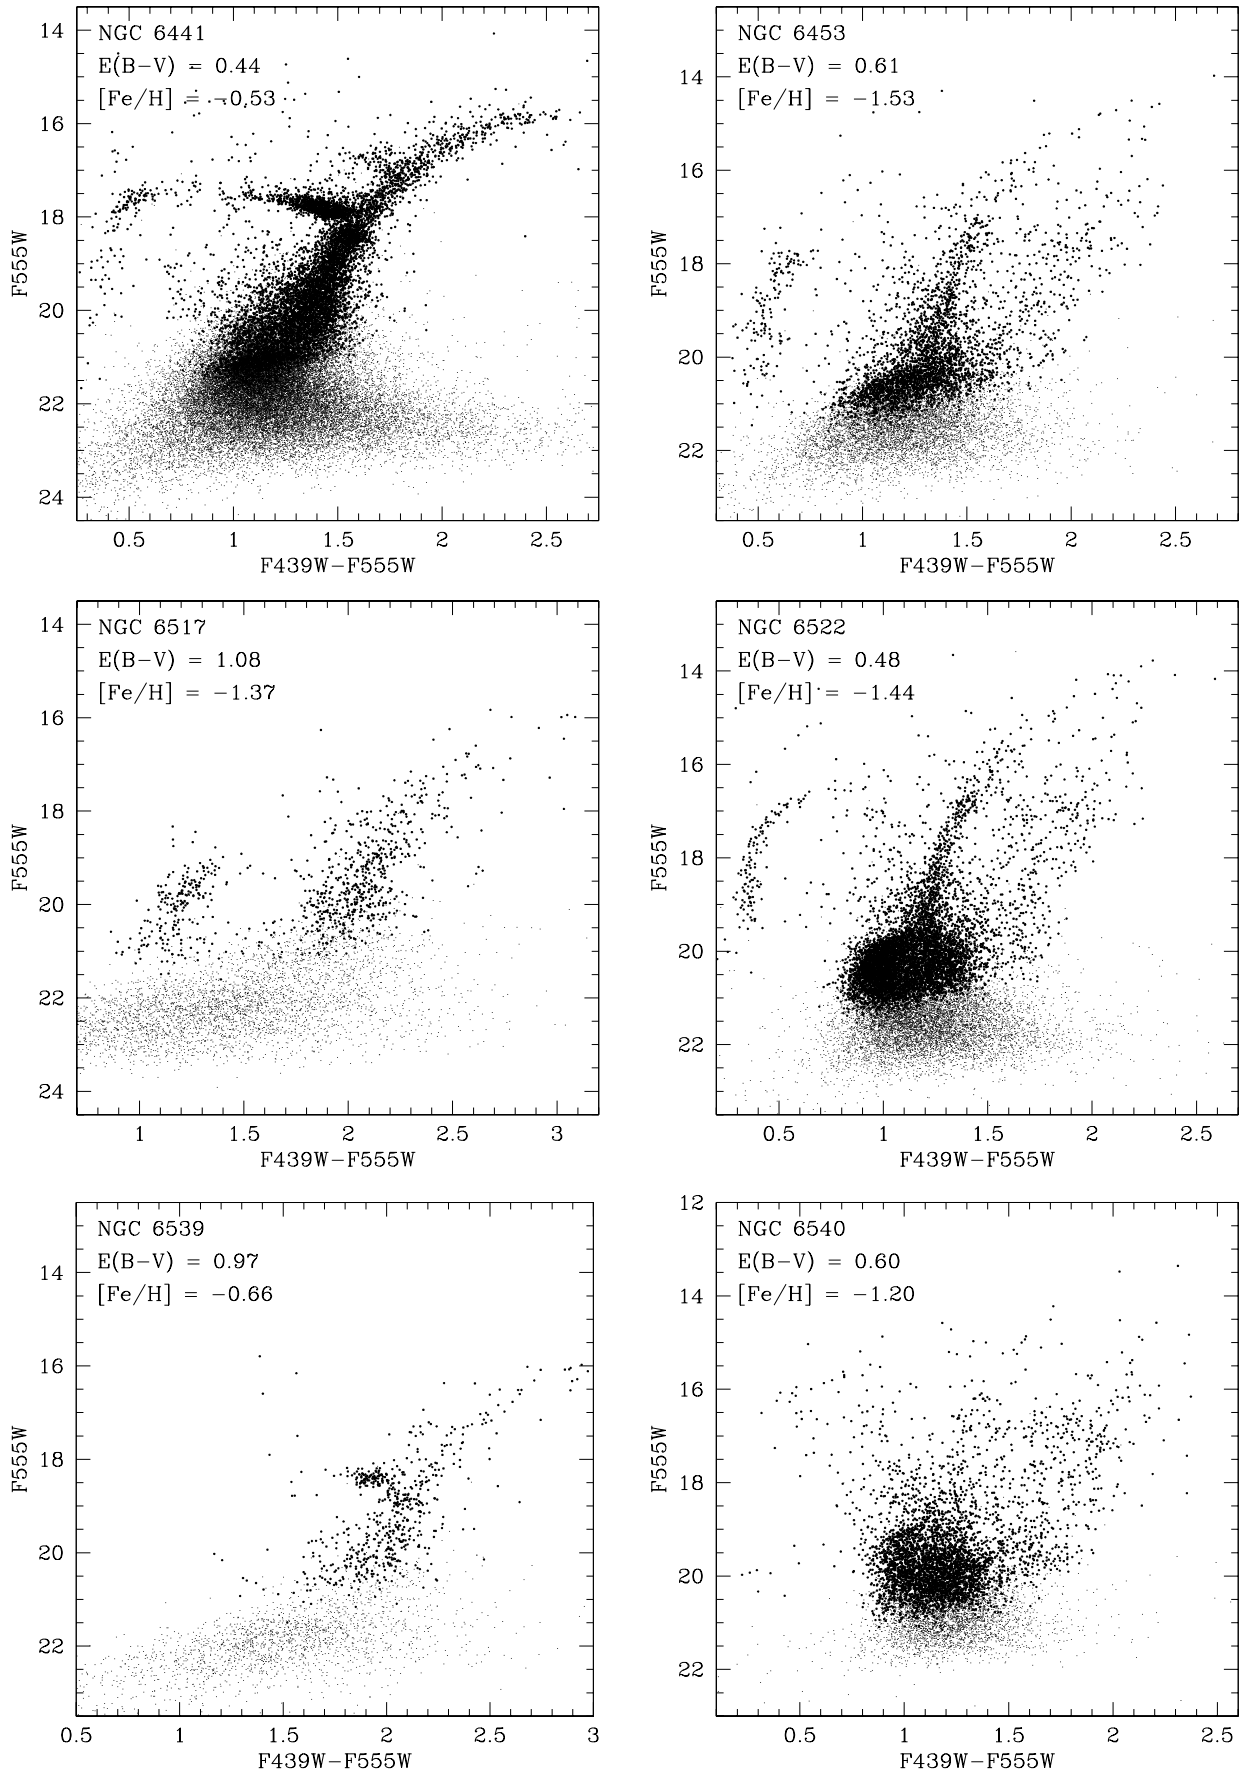 NGC 6441
E(B−V) = 0.44
[Fe/H] = −0.53
14
16
18
20
22
24
F555W
0.5 1 1.5 2 2.5
F439W−F555W
NGC 6453
E(B−V) = 0.61
[Fe/H] = −1.53
14
16
18
20
22
F555W
0.5 1 1.5 2 2.5
F439W−F555W
NGC 6517
E(B−V) = 1.08
[Fe/H] = −1.37
14
16
18
20
22
24
F555W
1 1.5 2 2.5 3
F439W−F555W
NGC 6522
E(B−V) = 0.48
[Fe/H] = −1.44
14
16
18
20
22
F555W
0.5 1 1.5 2 2.5
F439W−F555W
NGC 6539
E(B−V) = 0.97
[Fe/H] = −0.66
14
16
18
20
22
F555W
0.5 1 1.5 2 2.5 3
F439W−F555W
NGC 6540
E(B−V) = 0.60
[Fe/H] = −1.20
12
14
16
18
20
22
F555W
0.5 1 1.5 2 2.5
F439W−F555W